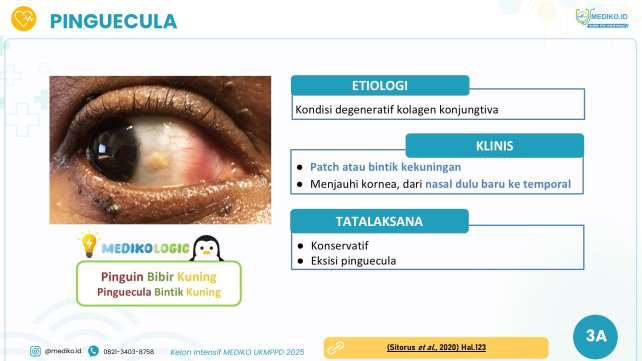 PINGUECULA
MEDIKO.ID
ETIOLOGI
Kondisi degeneratif kolagen konjungtiva
KLINIS
● Patch atau bintik kekuningan
● Menjauhi kornea, dari nasal dulu baru ke temporal
TATALAKSANA
● Konservatif
● Eksisi pinguecula
MEDIKOLOGIC
Pinguin Bibir Kuning
Pinguecula Bintik Kuning
3A
@mediko.id
0821-3403-8758
Kelon Intensif MEDIKO UKMPPD 2025
(Sitorus et al., 2020) Hal.123